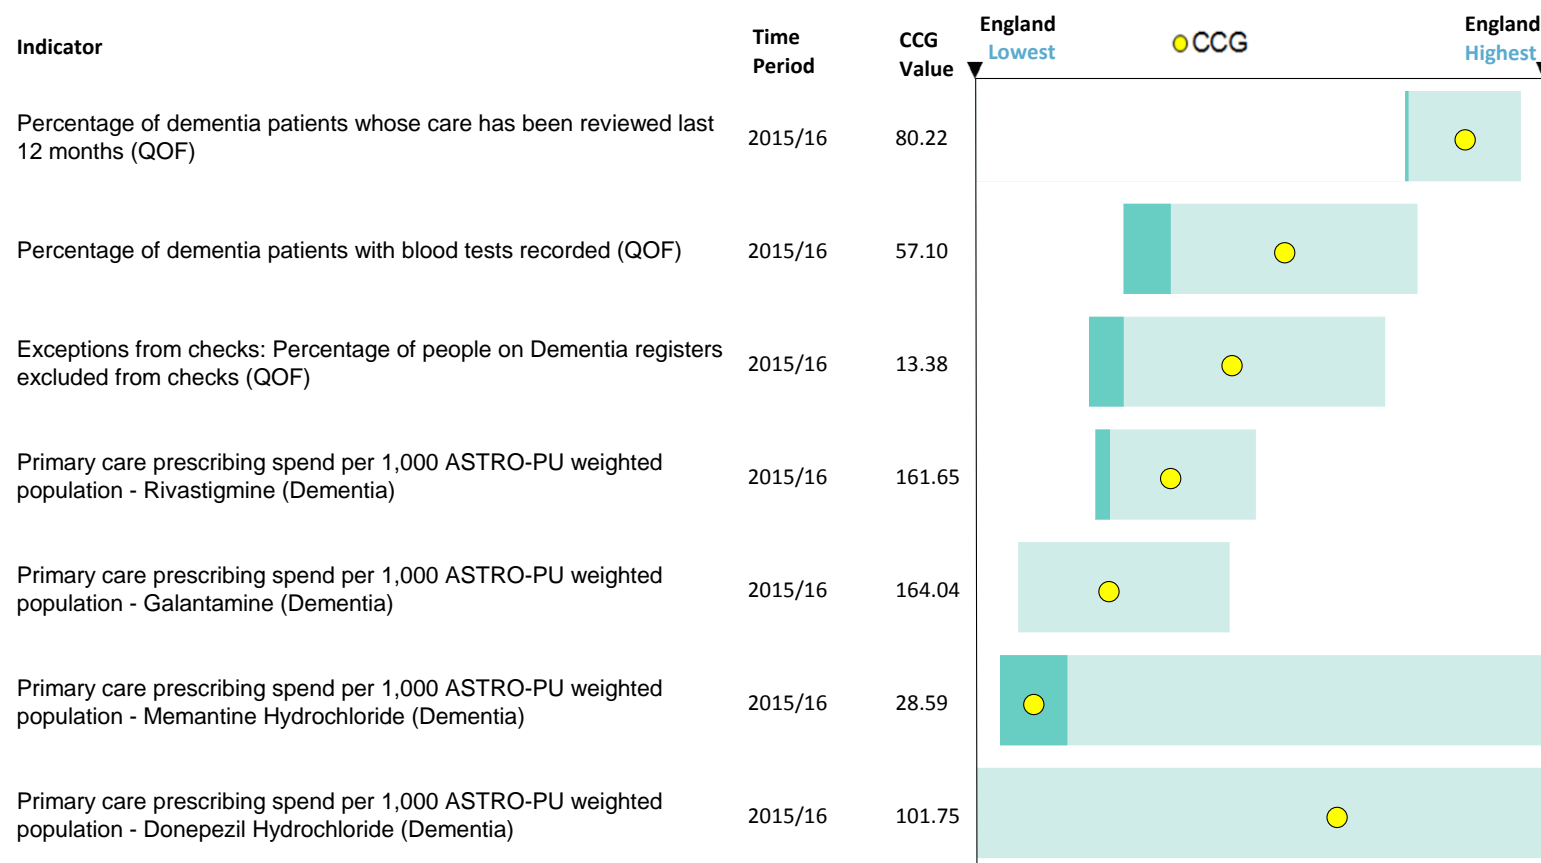 Indicator
Time Period
CCG Value
England Lowest
CCG
England Highest
Percentage of dementia patients whose care has been reviewed last
12 months (QOF)
2015/16
80.22
Percentage of dementia patients with blood tests recorded (QOF)
2015/16
57.10
Exceptions from checks: Percentage of people on Dementia registers
excluded from checks (QOF)
2015/16
13.38
Primary care prescribing spend per 1,000 ASTRO-PU weighted
population - Rivastigmine (Dementia)
2015/16
161.65
Primary care prescribing spend per 1,000 ASTRO-PU weighted
population - Galantamine (Dementia)
2015/16
164.04
Primary care prescribing spend per 1,000 ASTRO-PU weighted
population - Memantine Hydrochloride (Dementia)
2015/16
28.59
Primary care prescribing spend per 1,000 ASTRO-PU weighted
population - Donepezil Hydrochloride (Dementia)
2015/16
101.75